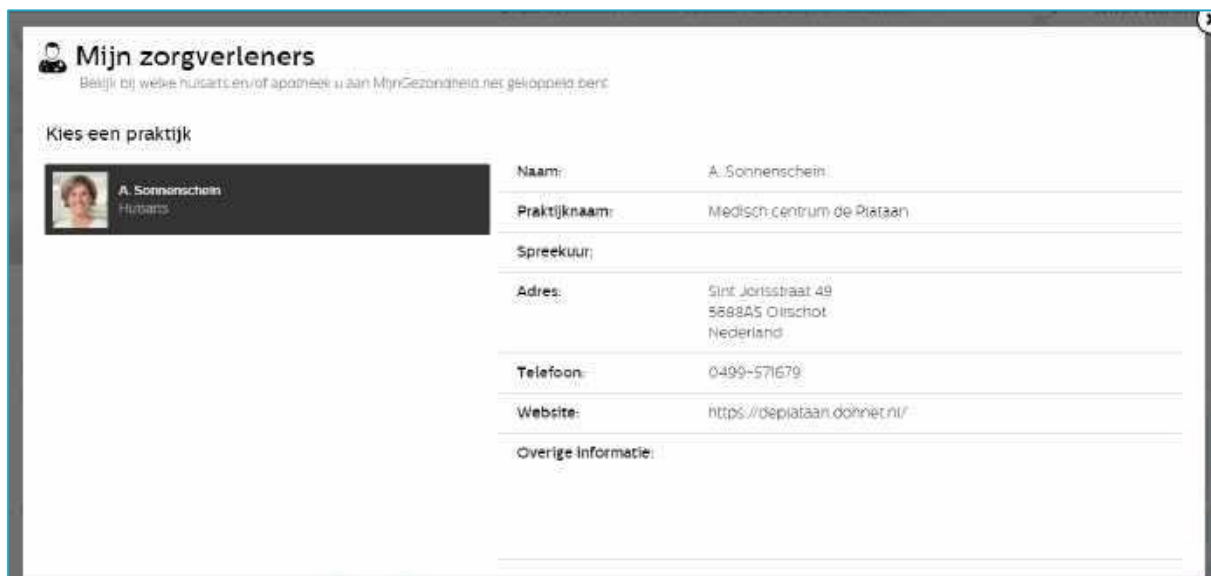 Mijn zorgverleners
Bekijk bij welke huisarts en/of apotheek u aan MijnGezondheid.net gekoppeld bent
Kies een praktijk
A. Sonnenschein
Huisarts
Naam: A. Sonnenschein
Praktijknaam: Medisch centrum de Plataan
Spreekuur:
Adres: Sint Jorisstraat 49
5688AS Oirschot
Nederland
Telefoon: 0499-571679
Website: https://deplataan.dohnet.nl/
Overige informatie: